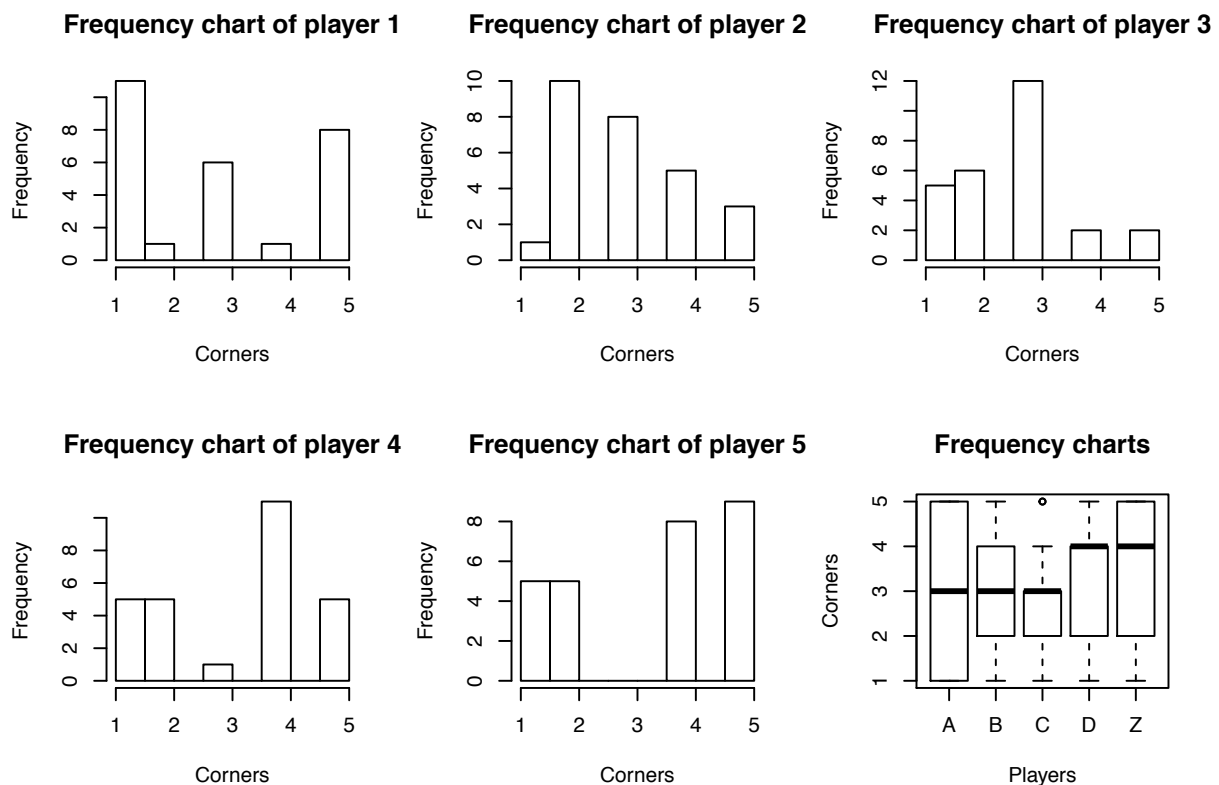 Frequency chart of player 1
Frequency
0 2 4 6 8
1 2 3 4 5
Corners
Frequency chart of player 2
Frequency
0 2 4 6 8 10
1 2 3 4 5
Corners
Frequency chart of player 3
Frequency
0 2 4 6 8 12
1 2 3 4 5
Corners
Frequency chart of player 4
Frequency
0 2 4 6 8
1 2 3 4 5
Corners
Frequency chart of player 5
Frequency
0 2 4 6 8
1 2 3 4 5
Corners
Frequency charts
Corners
1 2 3 4 5
A B C D Z
Players